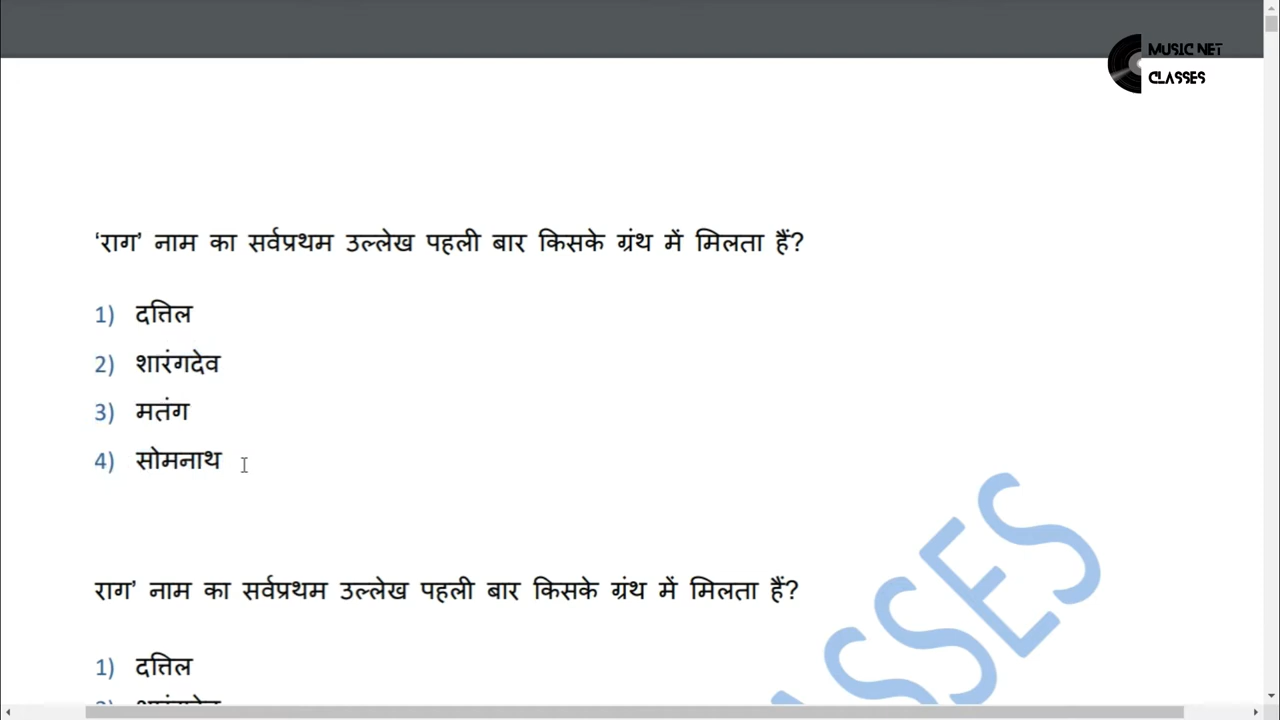 MUSIC NET
CLASSES
‘राग’ नाम का सर्वप्रथम उल्लेख पहली बार किसके ग्रंथ में मिलता हैं?
1) दत्तिल
2) शारंगदेव
3) मतंग
4) सोमनाथ
राग’ नाम का सर्वप्रथम उल्लेख पहली बार किसके ग्रंथ में मिलता हैं?
1) दत्तिल